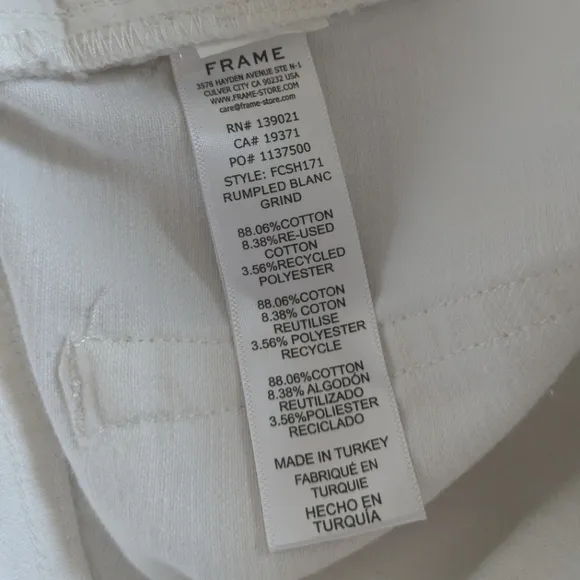 FRAME
3578 HAYDEN AVENUE STE N-1
CULVER CITY CA 90232 USA
WWW.FRAME-STORE.COM
care@frame-store.com
RN# 139021
CA# 19371
PO# 1137500
STYLE: FCSH171
RUMPLED BLANC
GRIND
88.06%COTTON
8.38%RE-USED
COTTON
3.56%RECYCLED
POLYESTER
88.06%COTON
8.38% COTON
REUTILISE
3.56% POLYESTER
RECYCLE
88.06%COTTON
8.38% ALGODÓN
REUTILIZADO
3.56%POLIESTER
RECICLADO
MADE IN TURKEY
FABRIQUÉ EN
TURQUIE
HECHO EN
TURQUÍA